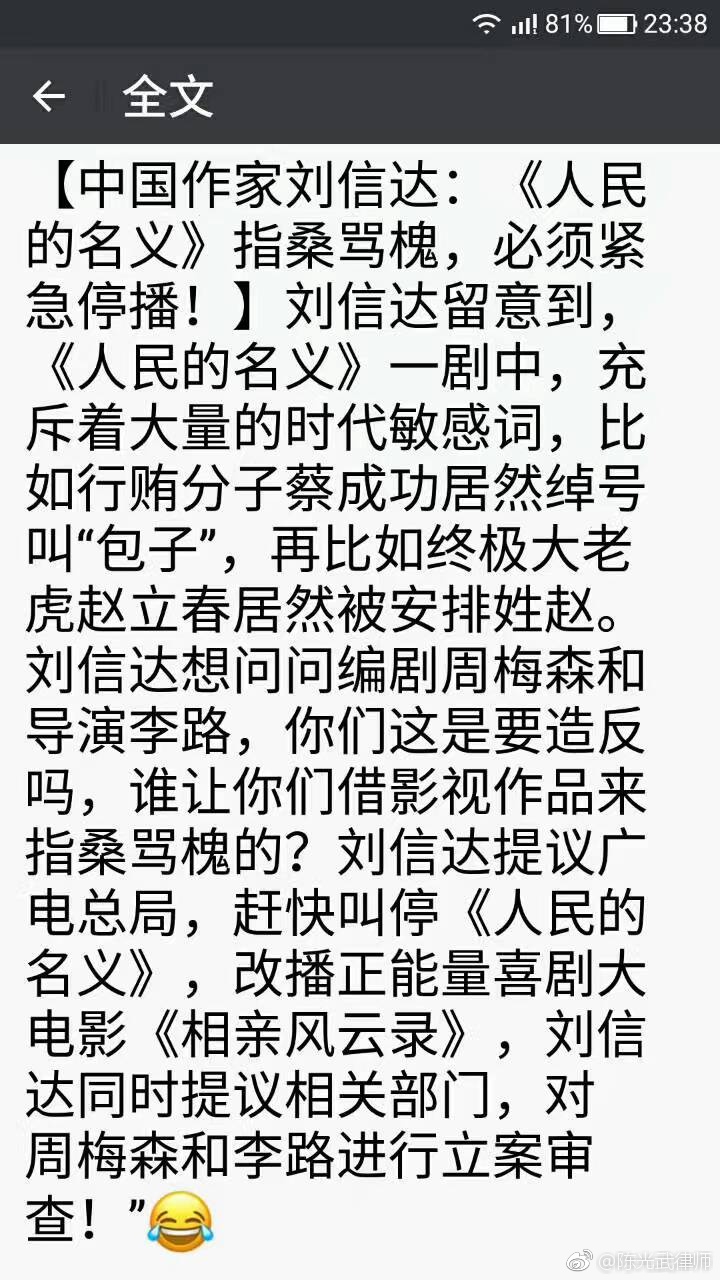 81% 23:38
全文
【中国作家刘信达：《人民
的名义》指桑骂槐，必须紧
急停播！】刘信达留意到，
《人民的名义》一剧中，充
斥着大量的时代敏感词，比
如行贿分子蔡成功居然绰号
叫“包子”，再比如终极大老
虎赵立春居然被安排姓赵。
刘信达想问问编剧周梅森和
导演李路，你们这是要造反
吗，谁让你们借影视作品来
指桑骂槐的？刘信达提议广
电总局，赶快叫停《人民的
名义》，改播正能量喜剧大
电影《相亲风云录》，刘信
达同时提议相关部门，对
周梅森和李路进行立案审
查！”😂
@陈光武律师